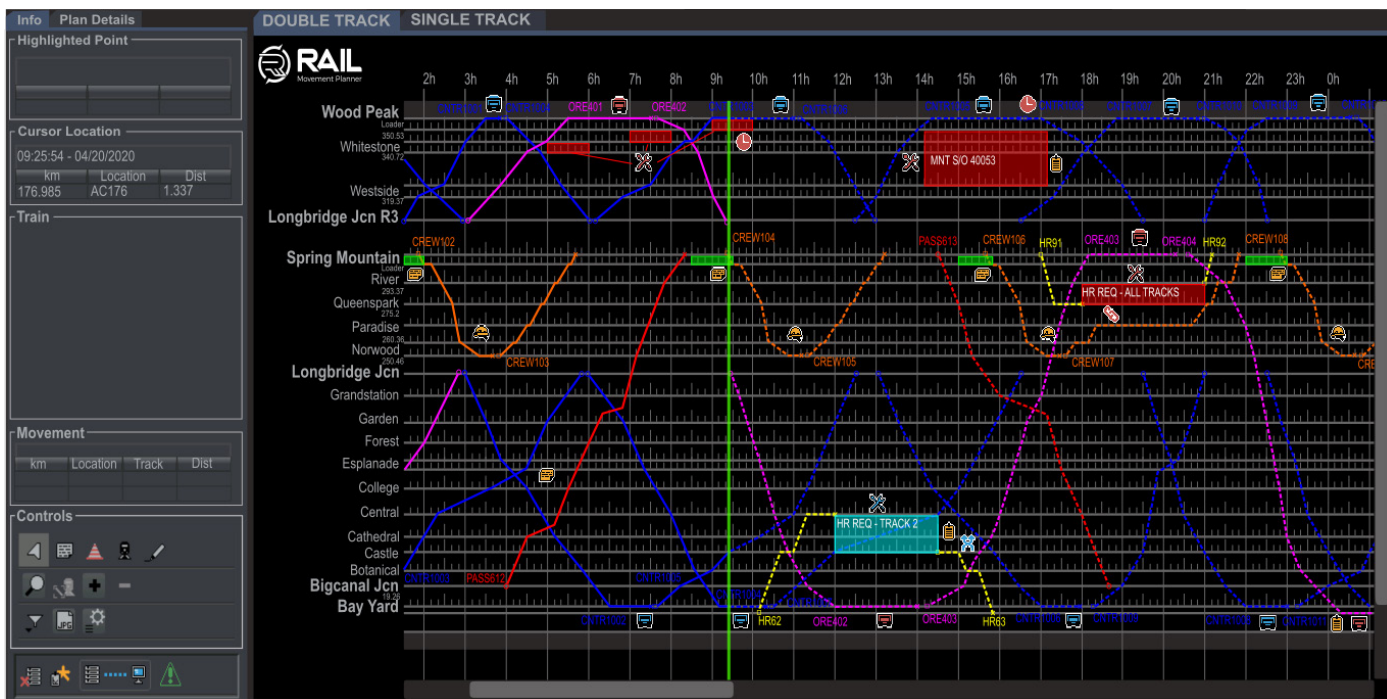 Info Plan Details
DOUBLE TRACK SINGLE TRACK
Highlighted Point
Cursor Location
09:25:54 - 04/20/2020
km Location Dist
176.985 AC176 1.337
Train
Movement
km Location Track Dist
Controls
JPG
RAIL
Movement Planner
2h 3h 4h 5h 6h 7h 8h 9h 10h 11h 12h 13h 14h 15h 16h 17h 18h 19h 20h 21h 22h 23h 0h
Wood Peak
ORE401 ORE402
Loader
350.53
Whitestone
340.72
MNT S/O 40053
Westside
319.37
Longbridge Jcn R3
CREW102 CREW104 PASS613 CREW106 HR91 ORE403 ORE404 HR92 CREW108
Spring Mountain
Loader
River
293.37
HR REQ - ALL TRACKS
Queenspark
275.2
Paradise
260.36
Norwood
250.46
CREW103 CREW105 CREW107
Longbridge Jcn
Grandstation
Garden
Forest
Esplanade
College
Central
HR REQ - TRACK 2
Cathedral
Castle
Botanical
CNTR1003 PASS612 CNTR1005
Bigcanal Jcn
19.26
Bay Yard
CNTR1002 HR62 ORE402 ORE403 HR63 CNTR1006